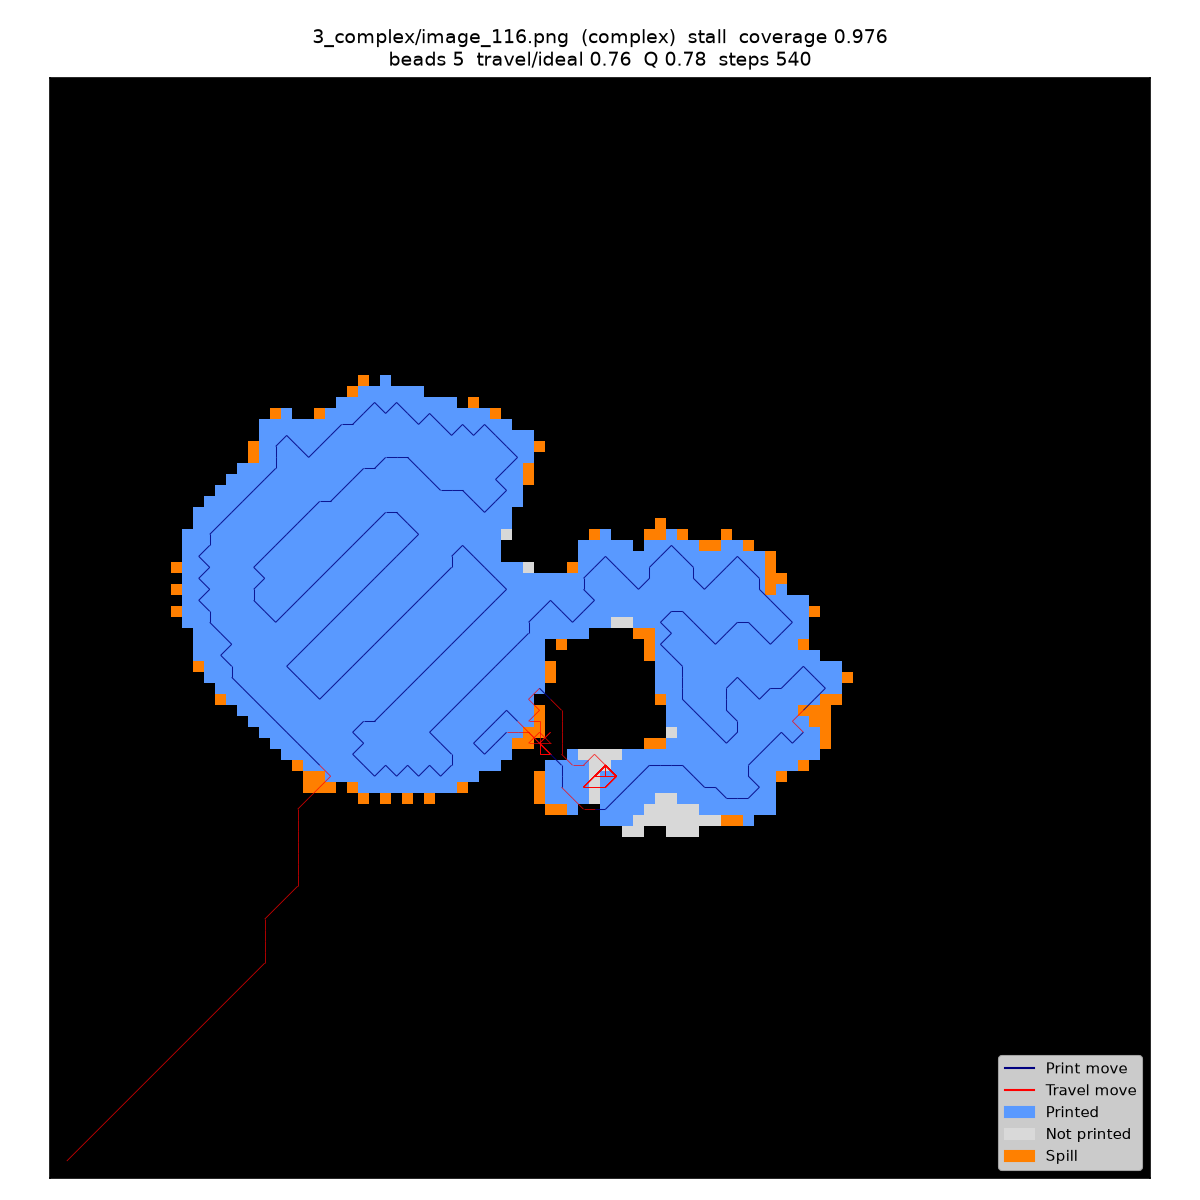 3_complex/image_116.png  (complex)  stall  coverage 0.976
beads 5  travel/ideal 0.76  Q 0.78  steps 540
Print move
Travel move
Printed
Not printed
Spill